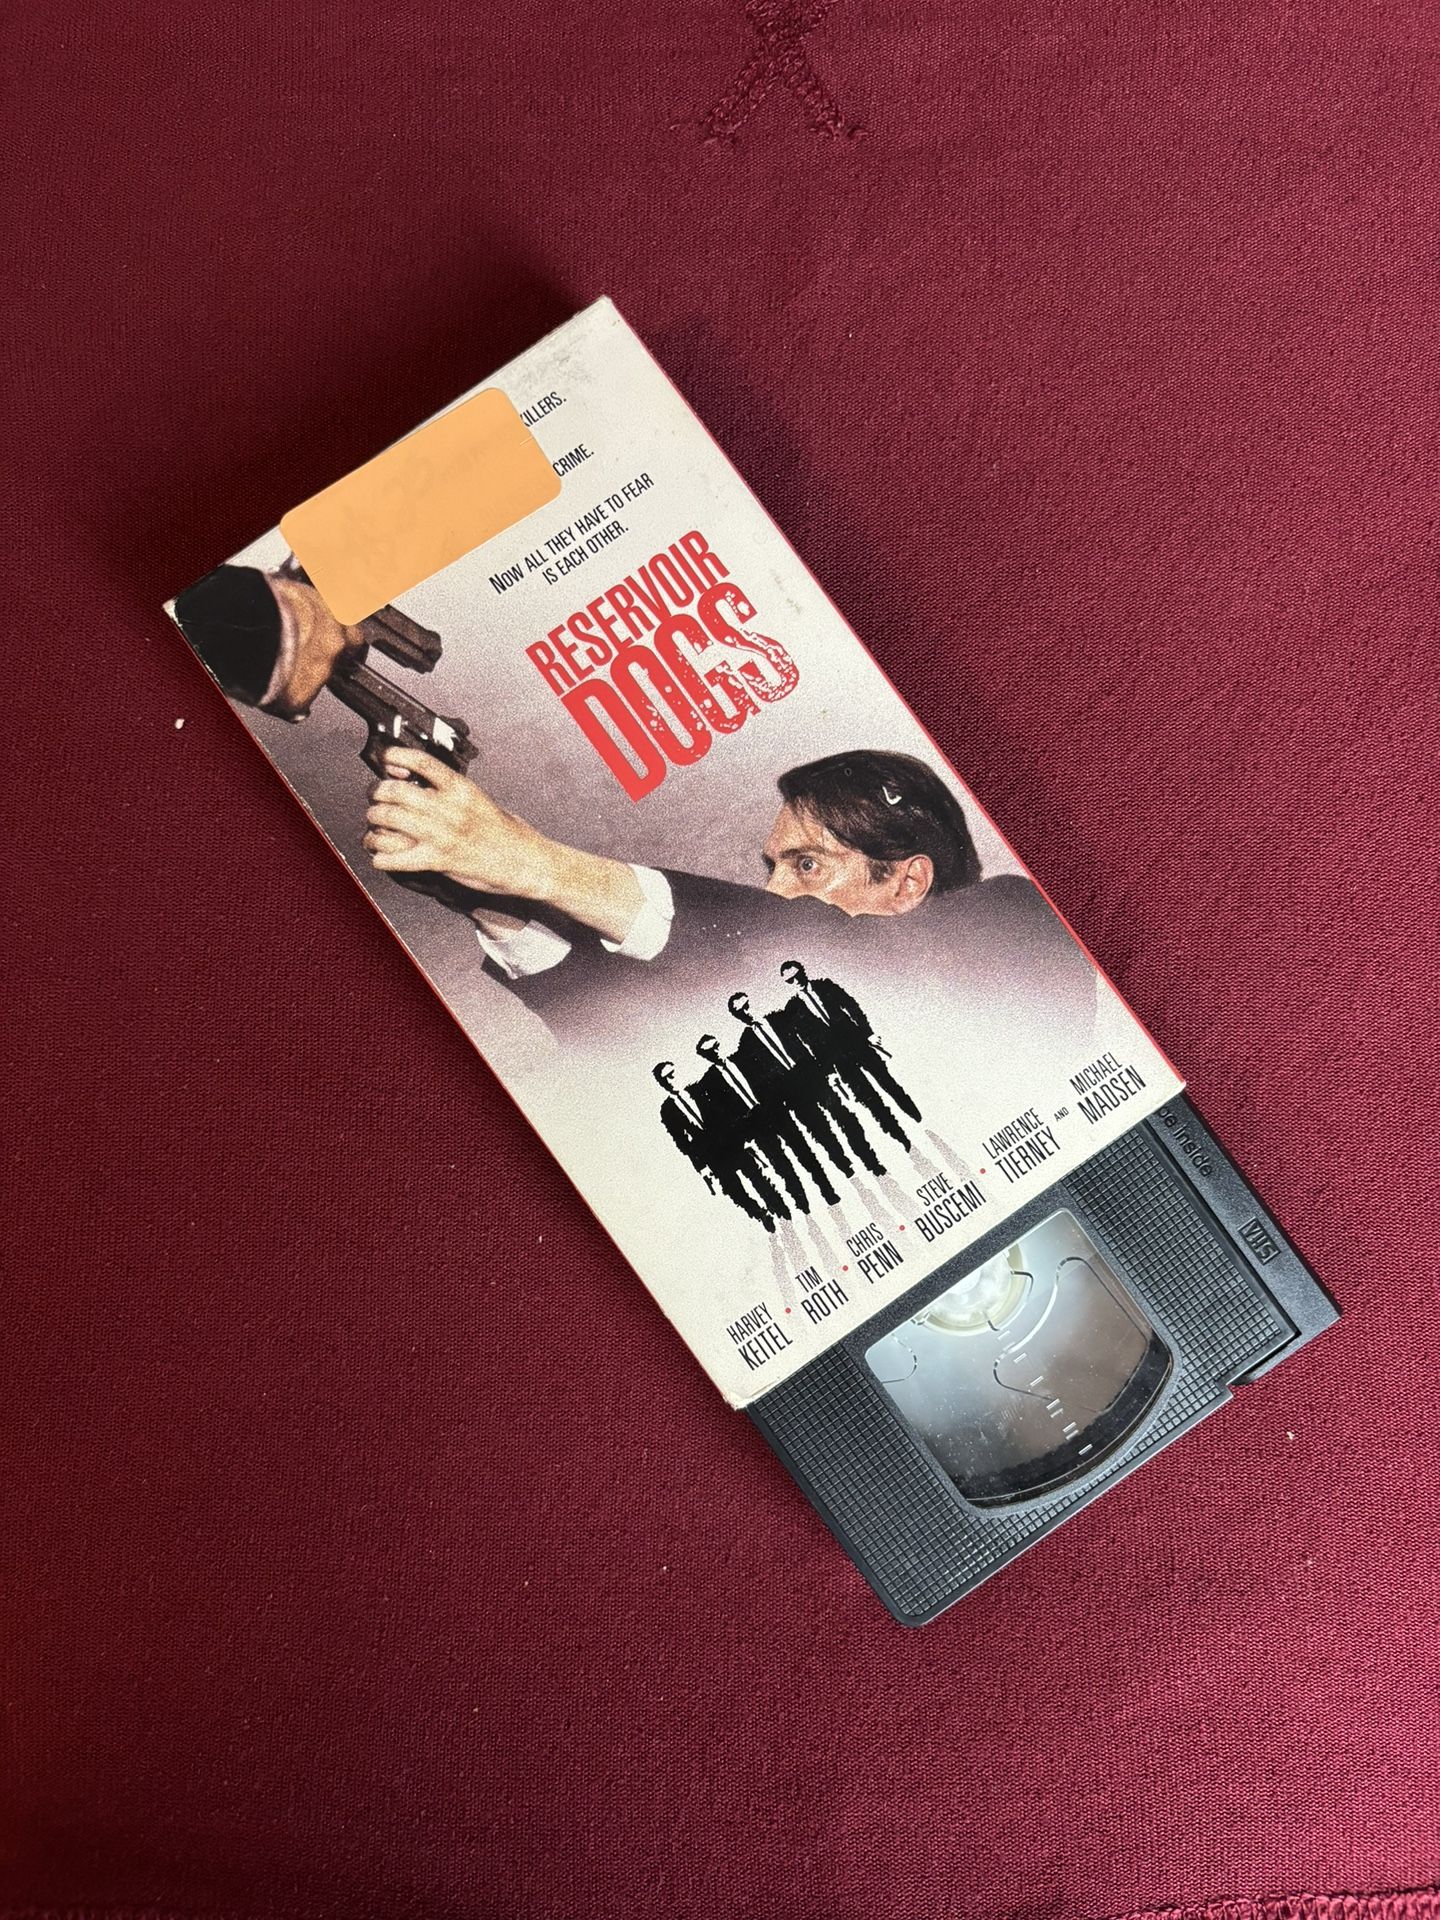 KILLERS.
CRIME.
NOW ALL THEY HAVE TO FEAR
IS EACH OTHER.
RESERVOIR
DOGS
HARVEY
KEITEL
•
TIM
ROTH
•
CHRIS
PENN
•
STEVE
BUSCEMI
•
LAWRENCE
TIERNEY
AND
MICHAEL
MADSEN
inside
VHS